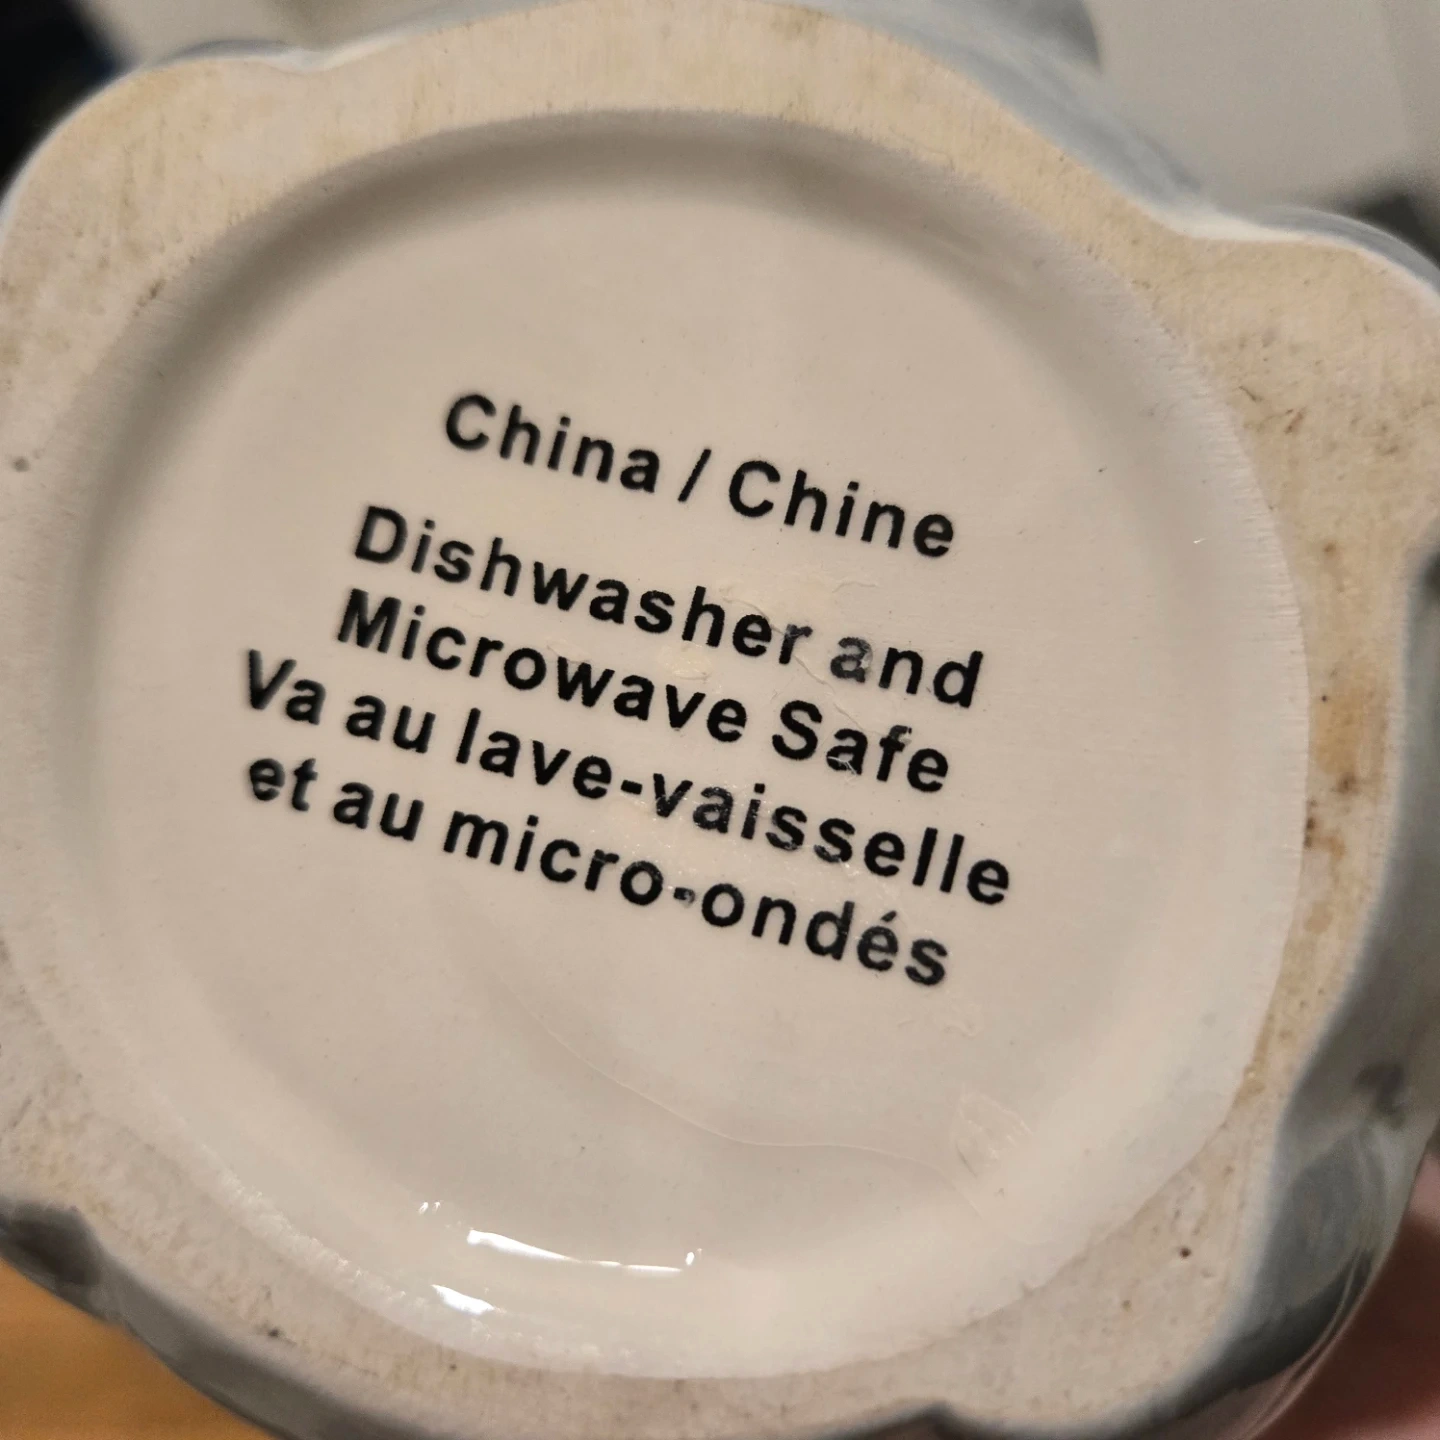 China / Chine
Dishwasher and
Microwave Safe
Va au lave-vaisselle
et au micro-ondés